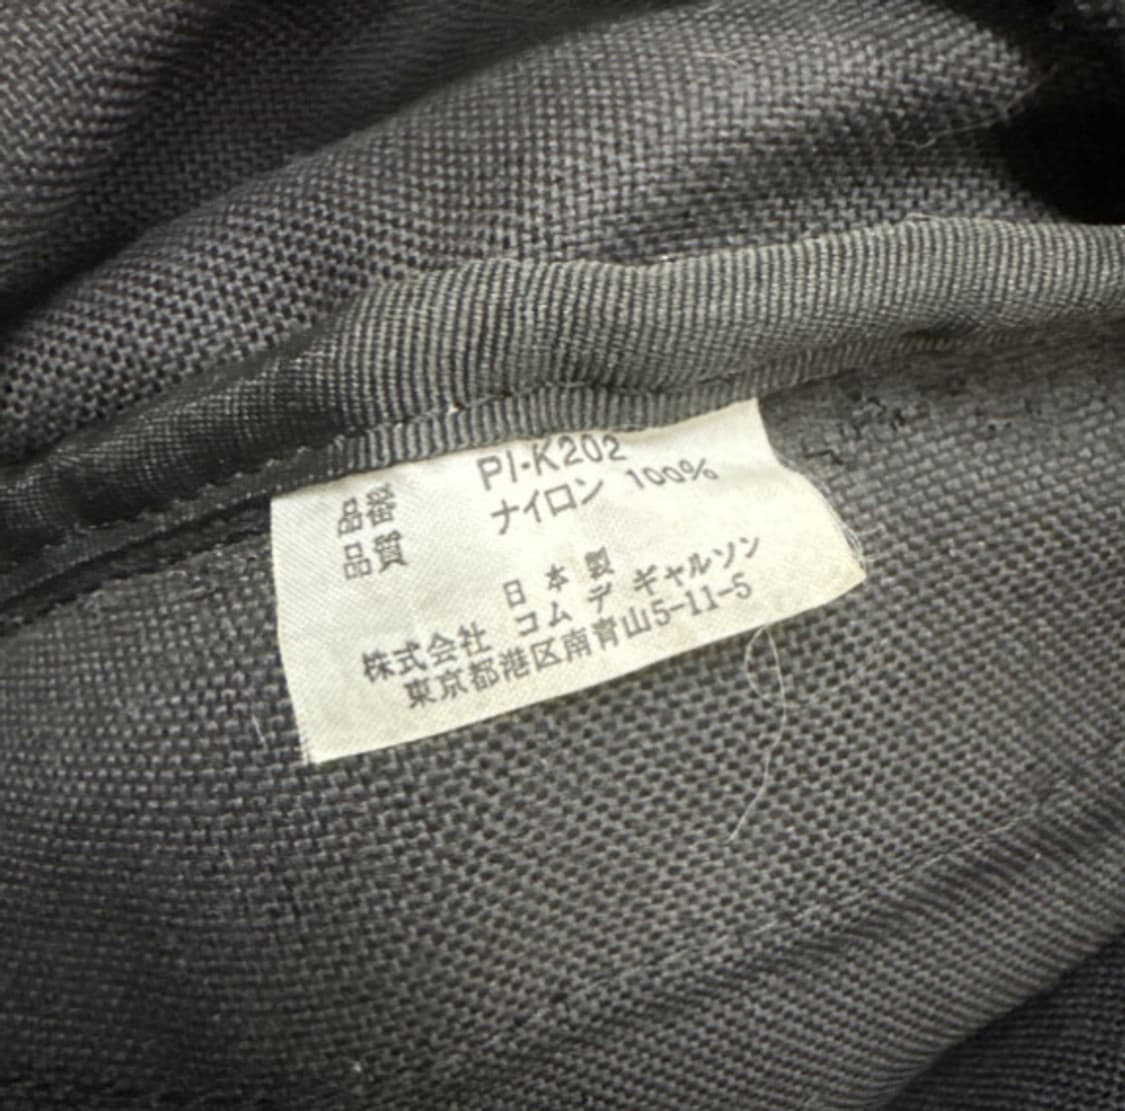 品番 PI-K202
品質 ナイロン 100%
日本製
株式会社 コム デ ギャルソン
東京都港区南青山5-11-5